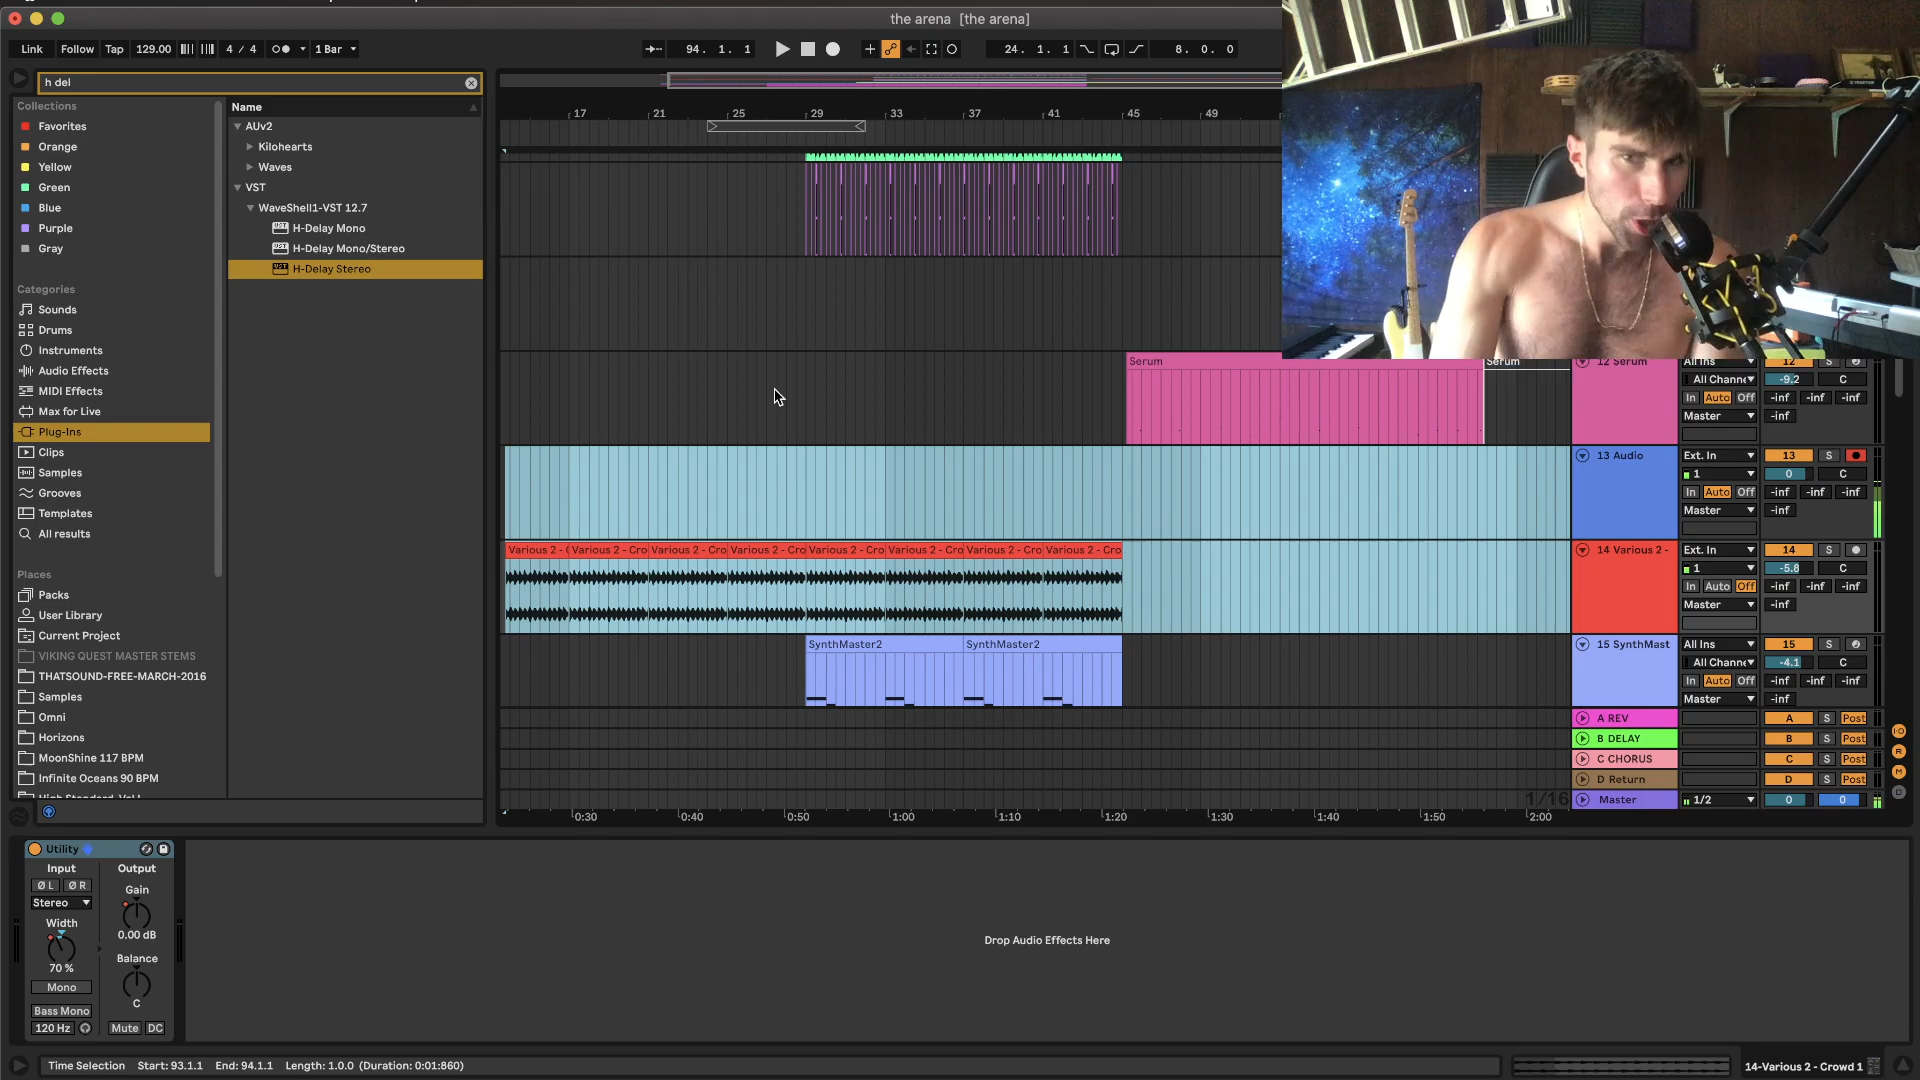 the arena [the arena]
Link Follow Tap 129.00 4 / 4 1 Bar 94. 1. 1 24. 1. 1 8. 0. 0
h del
Collections
Favorites
Orange
Yellow
Green
Blue
Purple
Gray
Categories
Sounds
Drums
Instruments
Audio Effects
MIDI Effects
Max for Live
Plug-Ins
Clips
Samples
Grooves
Templates
All results
Places
Packs
User Library
Current Project
VIKING QUEST MASTER STEMS
THATSOUND-FREE-MARCH-2016
Samples
Omni
Horizons
MoonShine 117 BPM
Infinite Oceans 90 BPM
Name
AUv2
Kilohearts
Waves
VST
WaveShell1-VST 12.7
H-Delay Mono
H-Delay Mono/Stereo
H-Delay Stereo
17 21 25 29 33 37 41 45 49
Serum Serum
Various 2 - ( Various 2 - Cro Various 2 - Cro Various 2 - Cro Various 2 - Cro Various 2 - Cro Various 2 - Cro Various 2 - Cro
SynthMaster2 SynthMaster2
1/16
0:30 0:40 0:50 1:00 1:10 1:20 1:30 1:40 1:50 2:00
12 Serum All Ins 12 S
All Channe -9.2 C
In Auto Off -inf -inf -inf
Master -inf
13 Audio Ext. In 13 S
1 0 C
In Auto Off -inf -inf -inf
Master -inf
14 Various 2 - Ext. In 14 S
1 -5.8 C
In Auto Off -inf -inf -inf
Master -inf
15 SynthMast All Ins 15 S
All Channe -4.1 C
In Auto Off -inf -inf -inf
Master -inf
A REV A S Post
B DELAY B S Post
C CHORUS C S Post
D Return D S Post
Master 1/2 0 0
I·O
R
M
D
Utility
Input Output
Ø L Ø R Gain
Stereo
Width 0.00 dB
70 % Balance
Mono C
Bass Mono
120 Hz Mute DC
Drop Audio Effects Here
Time Selection Start: 93.1.1 End: 94.1.1 Length: 1.0.0 (Duration: 0:01:860)
14-Various 2 - Crowd 1